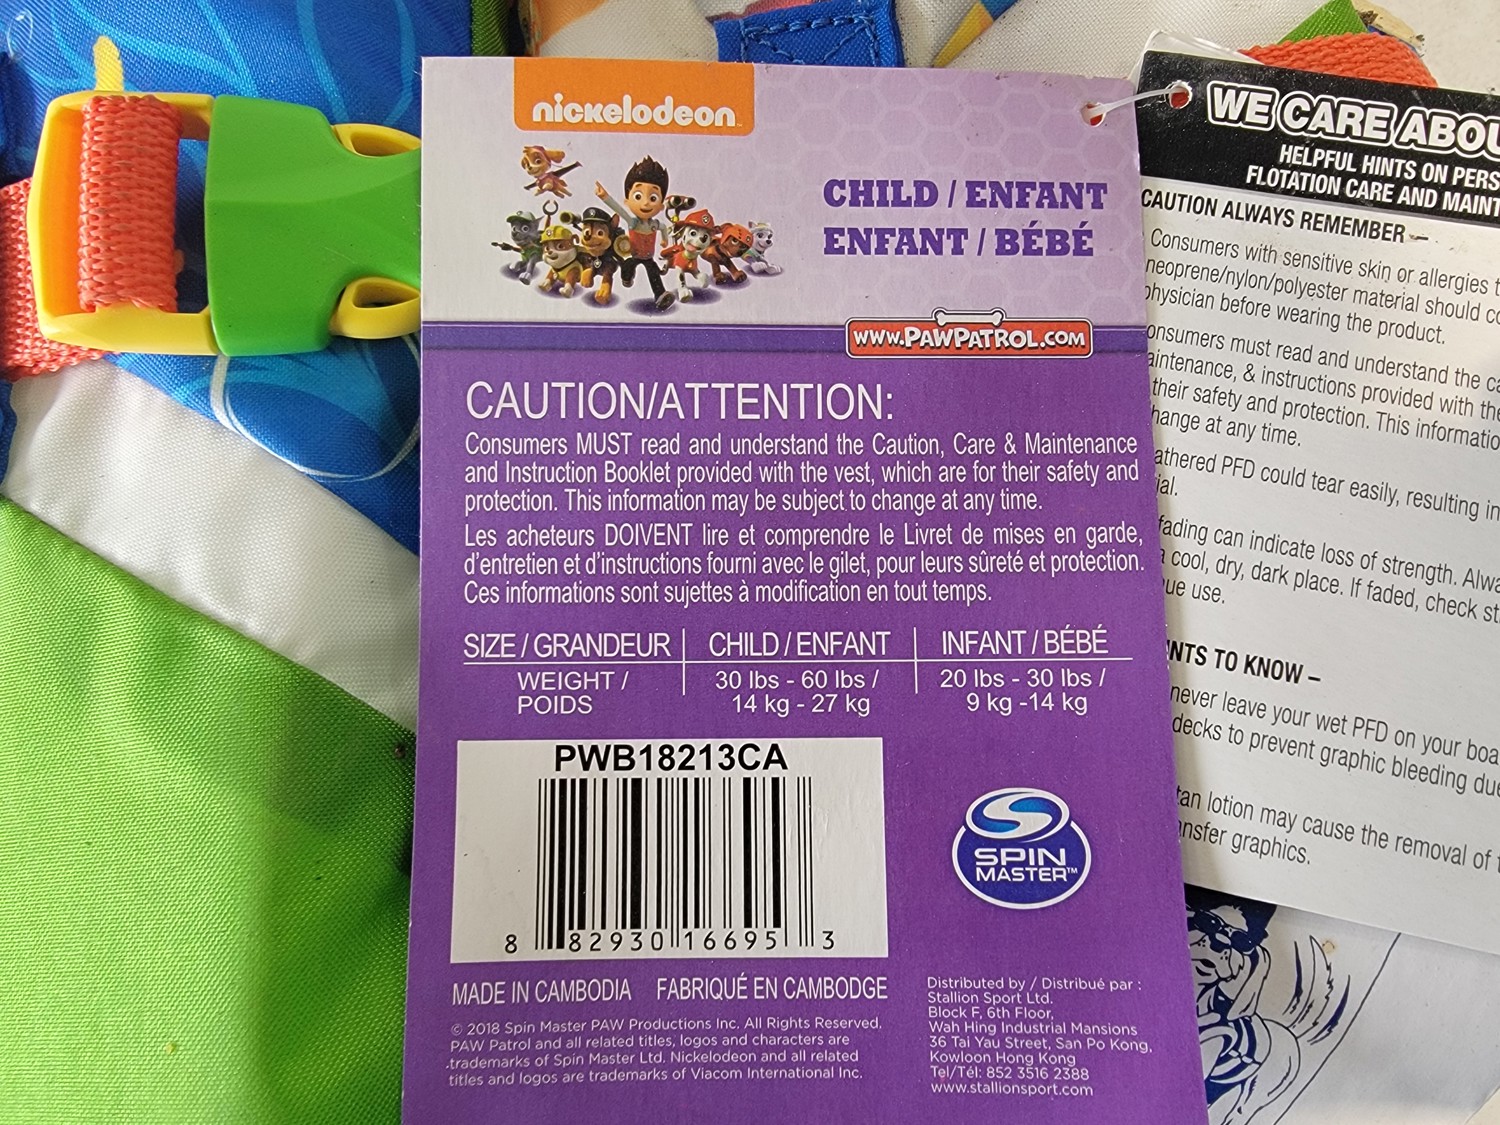 nickelodeon
CHILD / ENFANT
ENFANT / BÉBÉ
www.PAWPATROL.COM
CAUTION/ATTENTION:
Consumers MUST read and understand the Caution, Care & Maintenance
and Instruction Booklet provided with the vest, which are for their safety and
protection. This information may be subject to change at any time.
Les acheteurs DOIVENT lire et comprendre le Livret de mises en garde,
d'entretien et d'instructions fourni avec le gilet, pour leurs sûreté et protection.
Ces informations sont sujettes à modification en tout temps.
SIZE / GRANDEUR CHILD / ENFANT INFANT / BÉBÉ
WEIGHT / 30 lbs - 60 lbs / 20 lbs - 30 lbs /
POIDS 14 kg - 27 kg 9 kg -14 kg
PWB18213CA
8 82930 16695 3
SPIN
MASTER™
MADE IN CAMBODIA FABRIQUÉ EN CAMBODGE
© 2018 Spin Master PAW Productions Inc. All Rights Reserved.
PAW Patrol and all related titles, logos and characters are
trademarks of Spin Master Ltd. Nickelodeon and all related
titles and logos are trademarks of Viacom International Inc.
Distributed by / Distribué par :
Stallion Sport Ltd.
Block F, 6th Floor,
Wah Hing Industrial Mansions
36 Tai Yau Street, San Po Kong,
Kowloon Hong Kong
Tel/Tél: 852 3516 2388
www.stallionsport.com
WE CARE ABOU
HELPFUL HINTS ON PERS
FLOTATION CARE AND MAINT
CAUTION ALWAYS REMEMBER –
Consumers with sensitive skin or allergies t
neoprene/nylon/polyester material should co
physician before wearing the product.
onsumers must read and understand the ca
aintenance, & instructions provided with the
their safety and protection. This informatio
hange at any time.
athered PFD could tear easily, resulting in
ial.
fading can indicate loss of strength. Alwa
cool, dry, dark place. If faded, check st
ue use.
NTS TO KNOW –
never leave your wet PFD on your boa
decks to prevent graphic bleeding due
tan lotion may cause the removal of t
ansfer graphics.